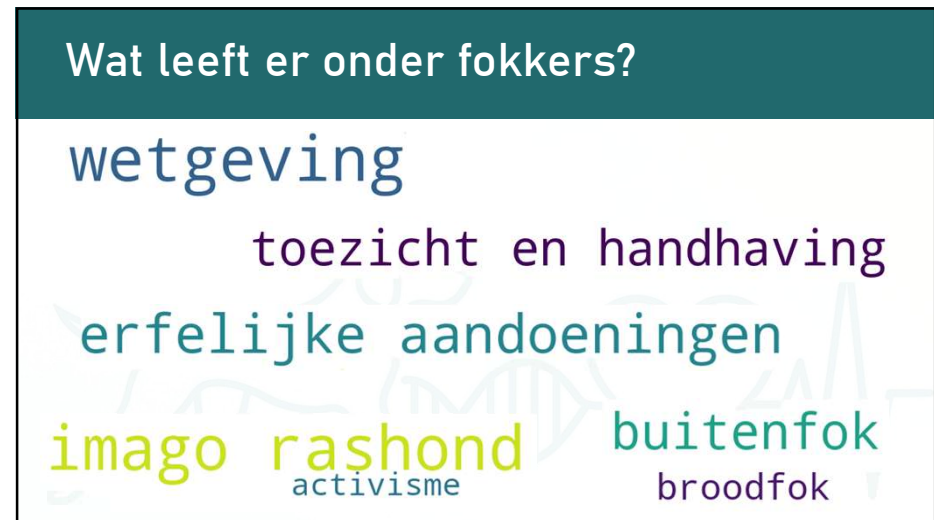 Wat leeft er onder fokkers?
wetgeving
toezicht en handhaving
erfelijke aandoeningen
imago rashond
buitenfok
activisme
broodfok